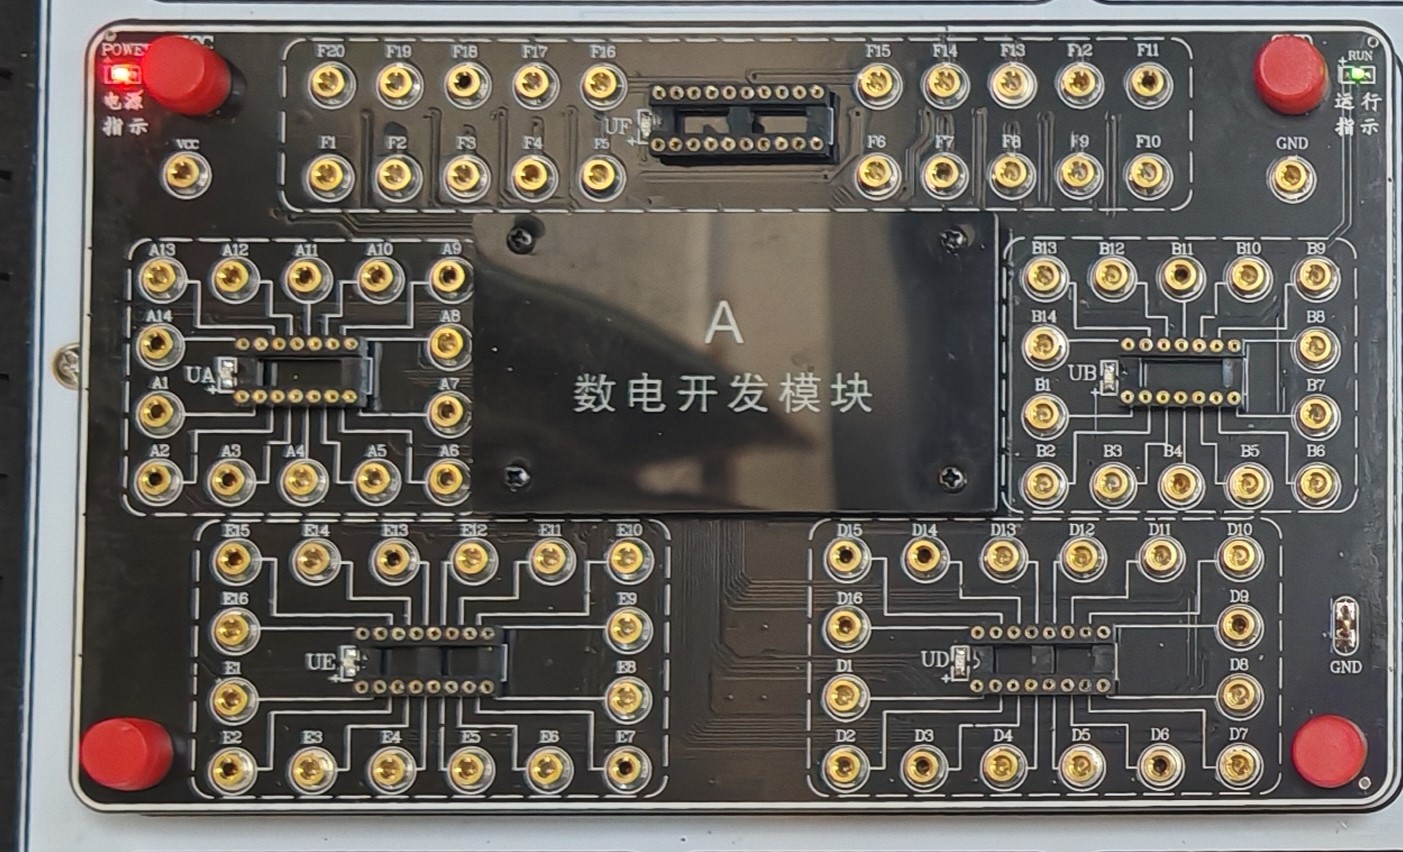 POWE
F20 F19 F18 F17 F16 F15 F14 F13 F12 F11
RUN
电源
指示
运行
指示
UF
VCC F1 F2 F3 F4 F5 F6 F7 F8 F9 F10 GND
A13 A12 A11 A10 A9
B13 B12 B11 B10 B9
A14 A8
B14 B8
A
UA
UB
A1 A7
数电开发模块
B1 B7
A2 A3 A4 A5 A6
B2 B3 B4 B5 B6
E15 E14 E13 E12 E11 E10
D15 D14 D13 D12 D11 D10
E16 E9
D16 D9
UE
UD
E1 E8
D1 D8
GND
E2 E3 E4 E5 E6 E7
D2 D3 D4 D5 D6 D7